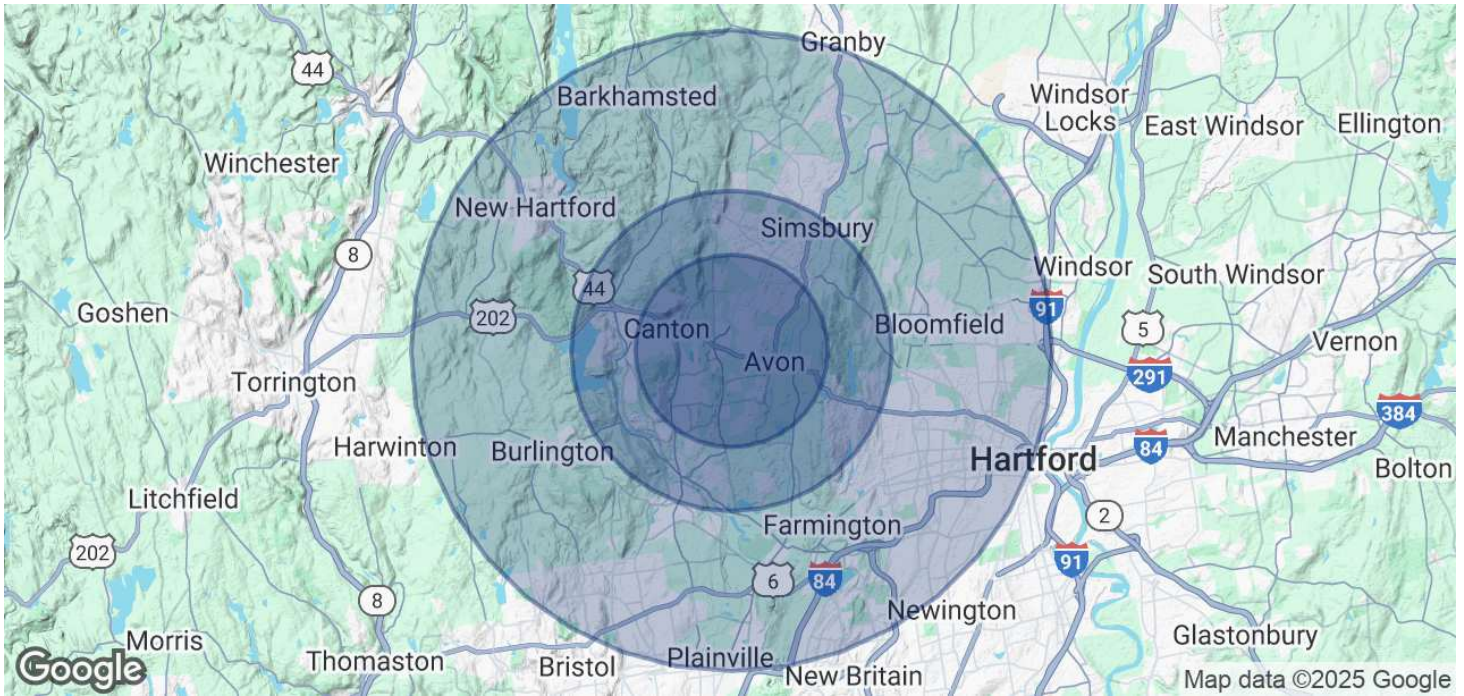 Granby
44
Barkhamsted
Windsor
Locks
East Windsor
Ellington
Winchester
New Hartford
Simsbury
8
Windsor
South Windsor
44
91
Goshen
202
Canton
Bloomfield
5
Vernon
Avon
291
Torrington
384
Harwinton
Burlington
Hartford
84
Manchester
Bolton
Litchfield
2
Farmington
202
91
6
84
8
Newington
Morris
Glastonbury
Thomaston
Bristol
Plainville
New Britain
Google
Map data ©2025 Google